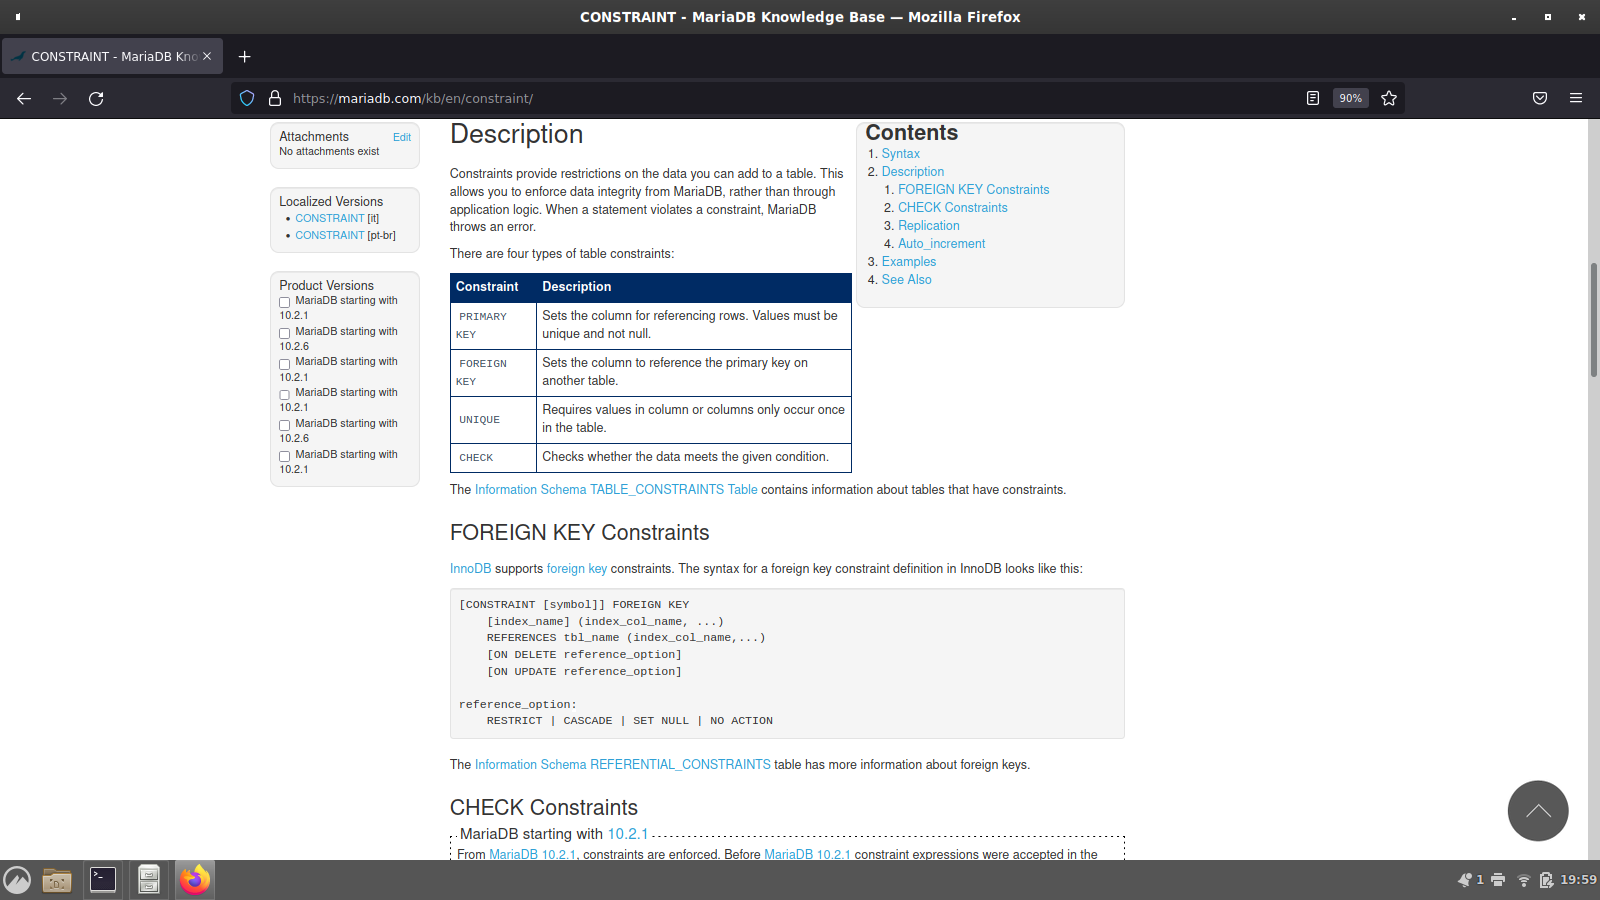 CONSTRAINT - MariaDB Knowledge Base — Mozilla Firefox
CONSTRAINT - MariaDB Kno
https://mariadb.com/kb/en/constraint/
90%
Attachments Edit
No attachments exist
Localized Versions
• CONSTRAINT [it]
• CONSTRAINT [pt-br]
Product Versions
MariaDB starting with
10.2.1
MariaDB starting with
10.2.6
MariaDB starting with
10.2.1
MariaDB starting with
10.2.1
MariaDB starting with
10.2.6
MariaDB starting with
10.2.1
Description
Constraints provide restrictions on the data you can add to a table. This
allows you to enforce data integrity from MariaDB, rather than through
application logic. When a statement violates a constraint, MariaDB
throws an error.
There are four types of table constraints:
Constraint Description
PRIMARY KEY Sets the column for referencing rows. Values must be
unique and not null.
FOREIGN KEY Sets the column to reference the primary key on
another table.
UNIQUE Requires values in column or columns only occur once
in the table.
CHECK Checks whether the data meets the given condition.
Contents
1. Syntax
2. Description
1. FOREIGN KEY Constraints
2. CHECK Constraints
3. Replication
4. Auto_increment
3. Examples
4. See Also
The Information Schema TABLE_CONSTRAINTS Table contains information about tables that have constraints.
FOREIGN KEY Constraints
InnoDB supports foreign key constraints. The syntax for a foreign key constraint definition in InnoDB looks like this:
[CONSTRAINT [symbol]] FOREIGN KEY
[index_name] (index_col_name, ...)
REFERENCES tbl_name (index_col_name,...)
[ON DELETE reference_option]
[ON UPDATE reference_option]
reference_option:
RESTRICT | CASCADE | SET NULL | NO ACTION
The Information Schema REFERENTIAL_CONSTRAINTS table has more information about foreign keys.
CHECK Constraints
MariaDB starting with 10.2.1
From MariaDB 10.2.1, constraints are enforced. Before MariaDB 10.2.1 constraint expressions were accepted in the
1
19:59